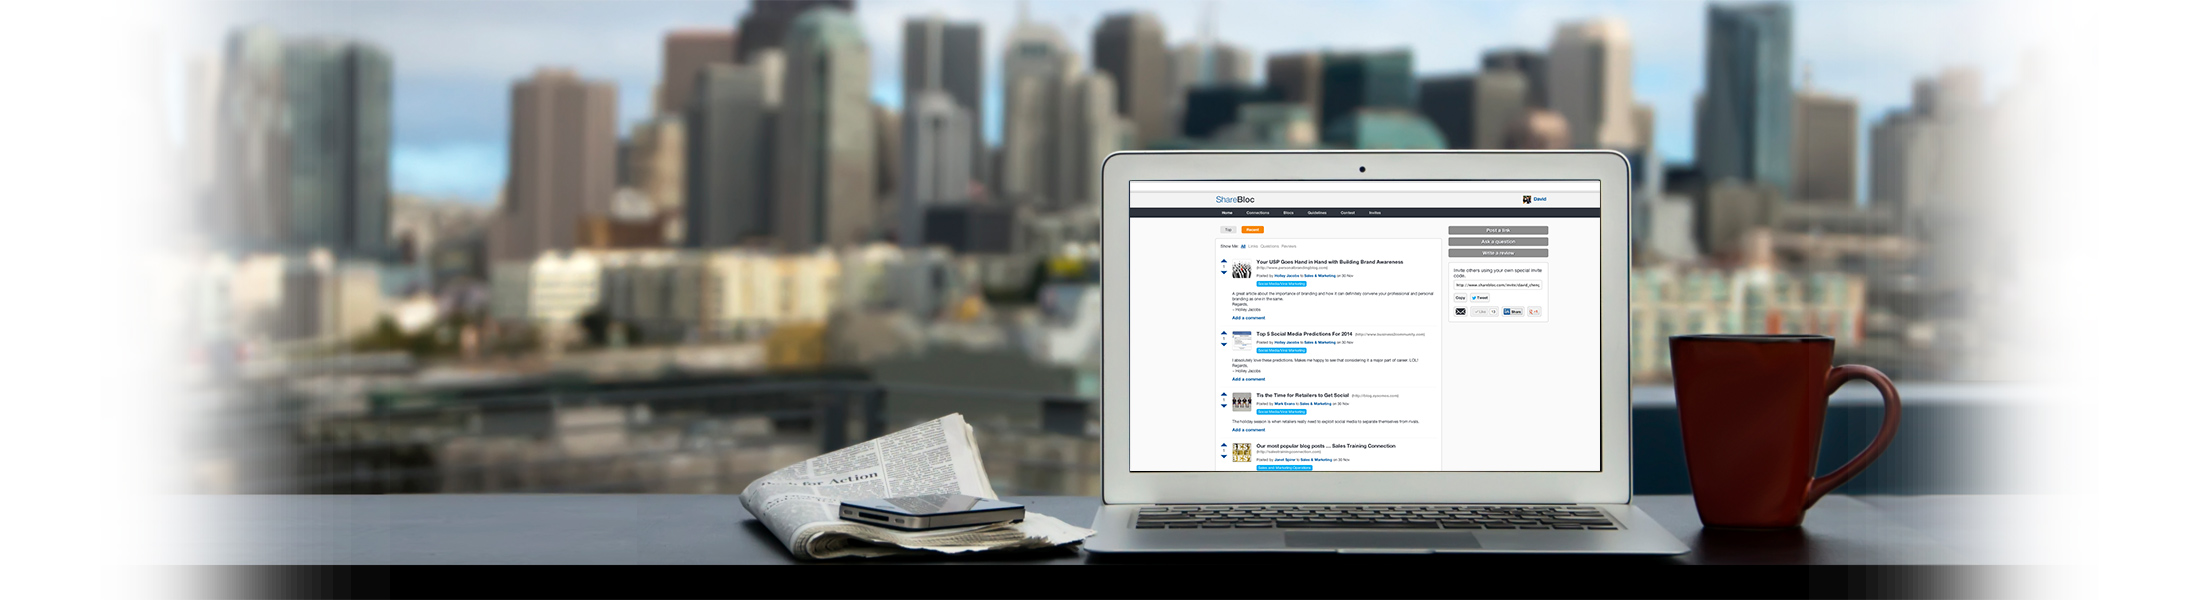 ShareBloc
David
Home Connections Blocs Guidelines Contest Invites
Top Recent
Show Me: All Links Questions Reviews
Your USP Goes Hand in Hand with Building Brand Awareness
(http://www.personalbrandingblog.com)
Posted by Holley Jacobs in Sales & Marketing on 30 Nov
Social Media/Viral Marketing
A great article about the importance of branding and how it can definitely convene your professional and personal
branding as one in the same.
Regards,
- Holley Jacobs
Add a comment
Top 5 Social Media Predictions For 2014 (http://www.business2community.com)
Posted by Holley Jacobs in Sales & Marketing on 30 Nov
Social Media/Viral Marketing
I absolutely love these predictions. Makes me happy to see that considering it a major part of career. LOL!
Regards,
- Holley Jacobs
Add a comment
Tis the Time for Retailers to Get Social
Posted by Mark Evans in Sales & Marketing on 30 Nov
Social Media/Viral Marketing
The holiday season is when retailers really need to exploit social media to separate themselves from rivals.
Add a comment
Our most popular blog posts ... Sales Training Connection
(http://salestrainingconnection.com)
Posted by Janet Spirer in Sales & Marketing on 30 Nov
Sales and Marketing Operations
Post a link
Ask a question
Write a review
Invite others using your own special invite
code.
http://www.sharebloc.com/invite/david_cheng
Copy Tweet
Like Share +1
for Action